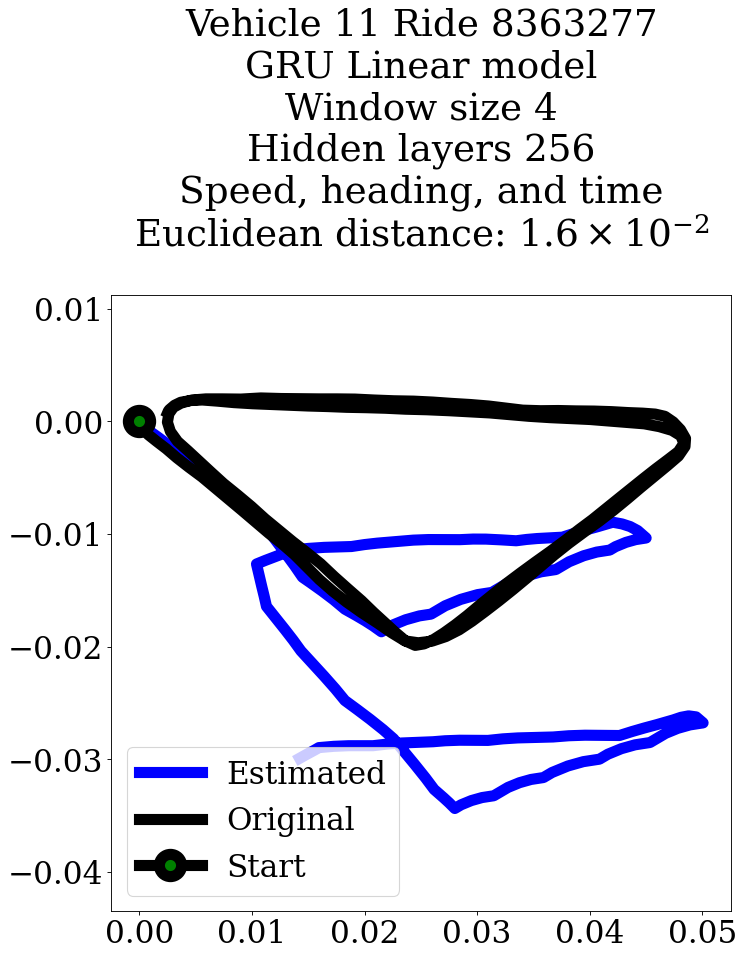 Vehicle 11 Ride 8363277
GRU Linear model
Window size 4
Hidden layers 256
Speed, heading, and time
Euclidean distance: 1.6 × 10⁻²
0.01
0.00
−0.01
−0.02
−0.03
−0.04
Estimated
Original
Start
0.00 0.01 0.02 0.03 0.04 0.05